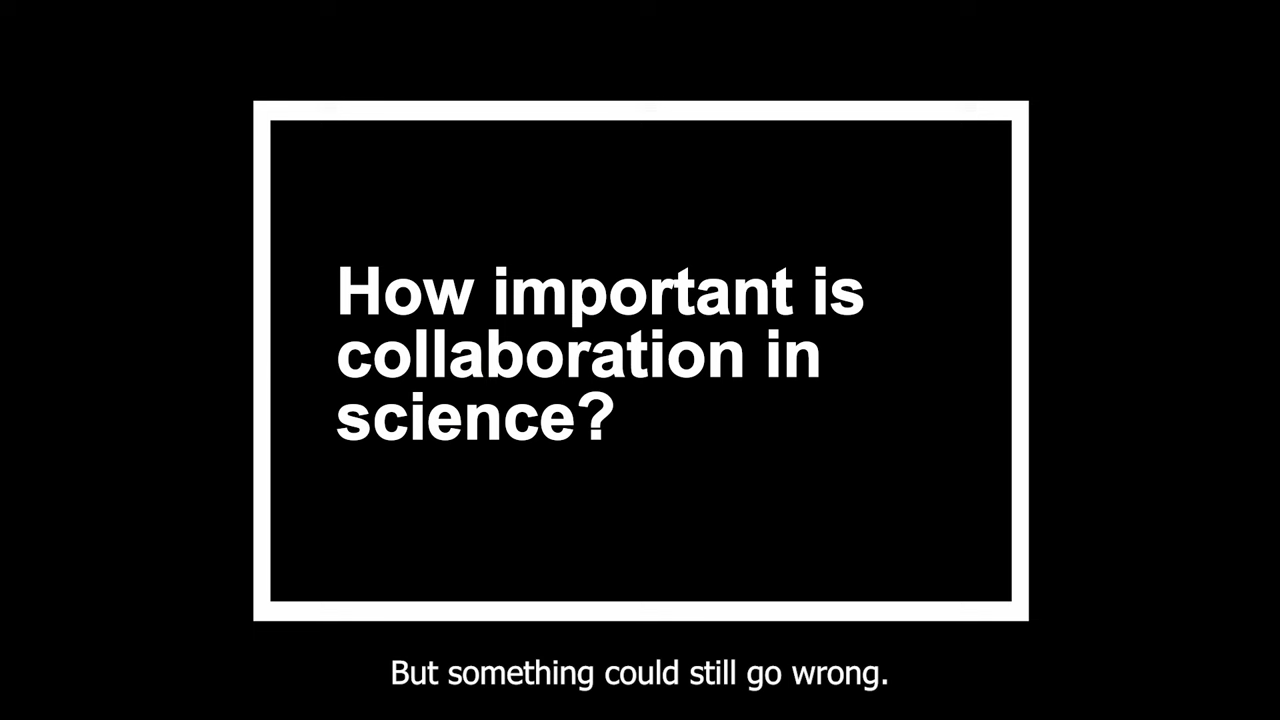 How important is
collaboration in
science?
But something could still go wrong.